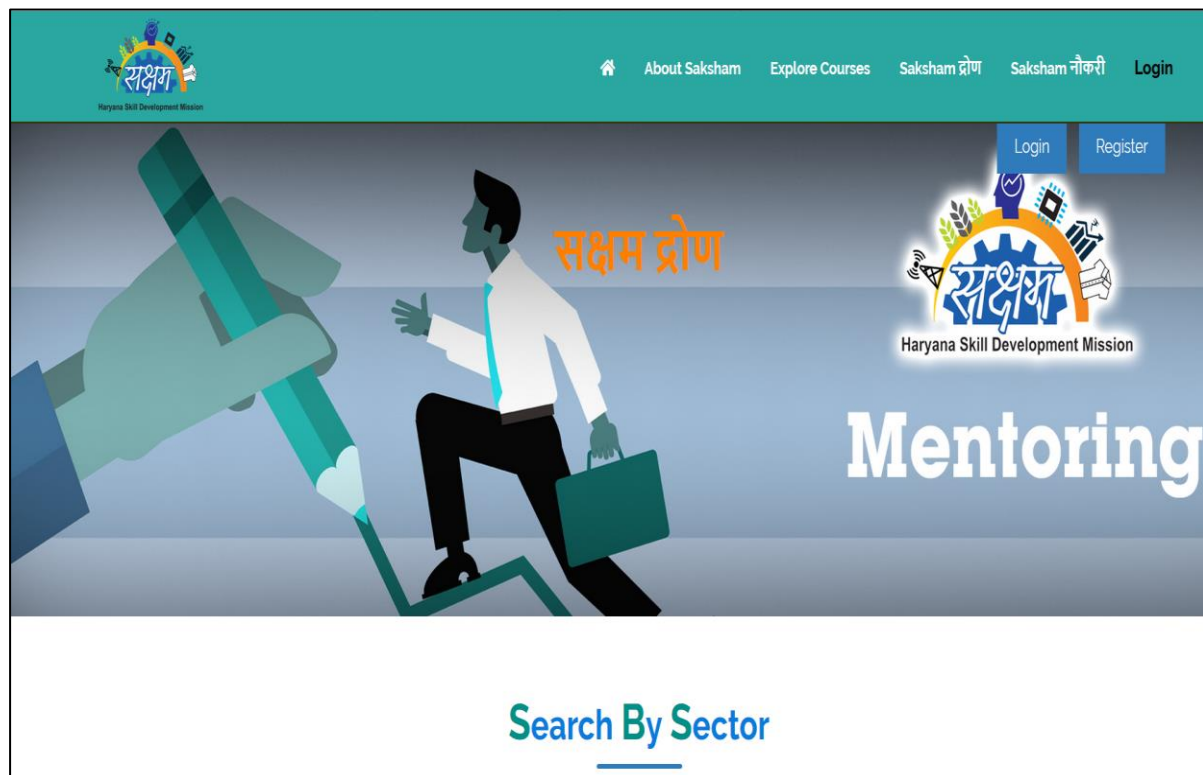 सक्षम
Haryana Skill Development Mission
About Saksham Explore Courses Saksham द्रोण Saksham नौकरी Login
Login Register
सक्षम द्रोण
सक्षम
Haryana Skill Development Mission
Mentoring
Search By Sector